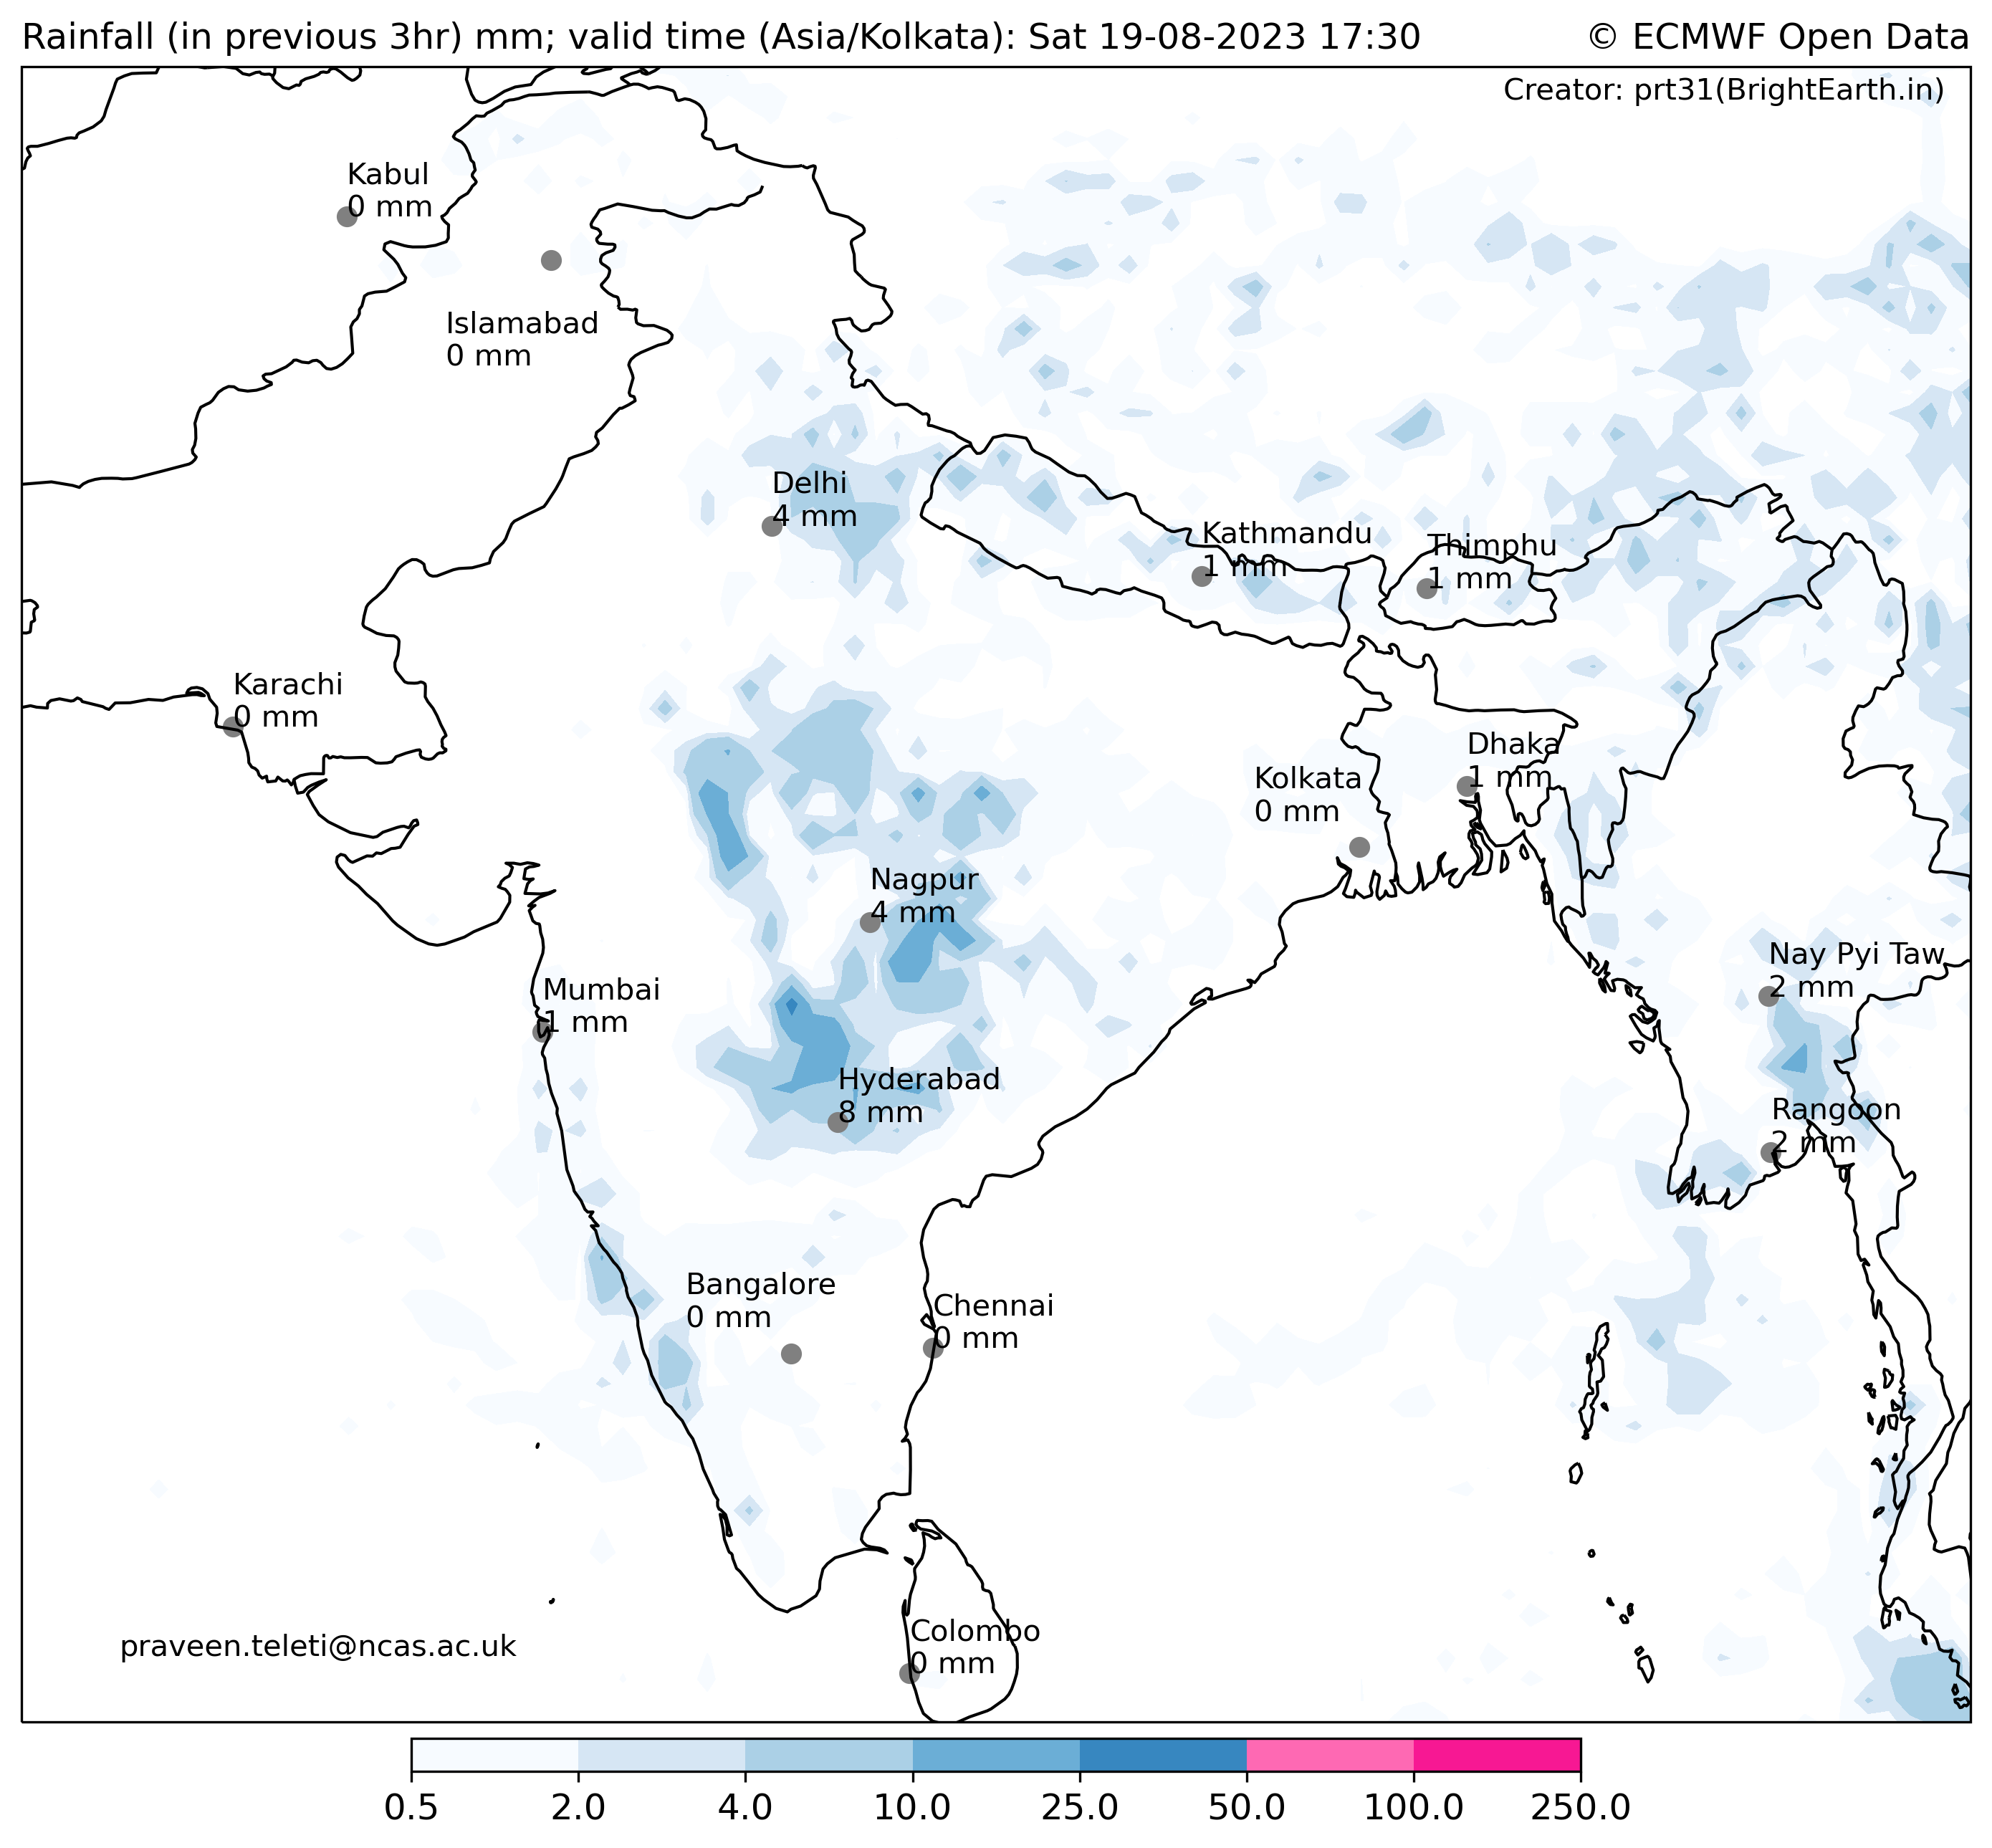 Rainfall (in previous 3hr) mm; valid time (Asia/Kolkata): Sat 19-08-2023 17:30
© ECMWF Open Data
Creator: prt31(BrightEarth.in)
Kabul
0 mm
Islamabad
0 mm
Delhi
4 mm
Kathmandu
1 mm
Thimphu
1 mm
Karachi
0 mm
Dhaka
1 mm
Kolkata
0 mm
Nagpur
4 mm
Nay Pyi Taw
2 mm
Mumbai
1 mm
Hyderabad
8 mm
Rangoon
2 mm
Bangalore
0 mm
Chennai
0 mm
Colombo
0 mm
praveen.teleti@ncas.ac.uk
0.5 2.0 4.0 10.0 25.0 50.0 100.0 250.0